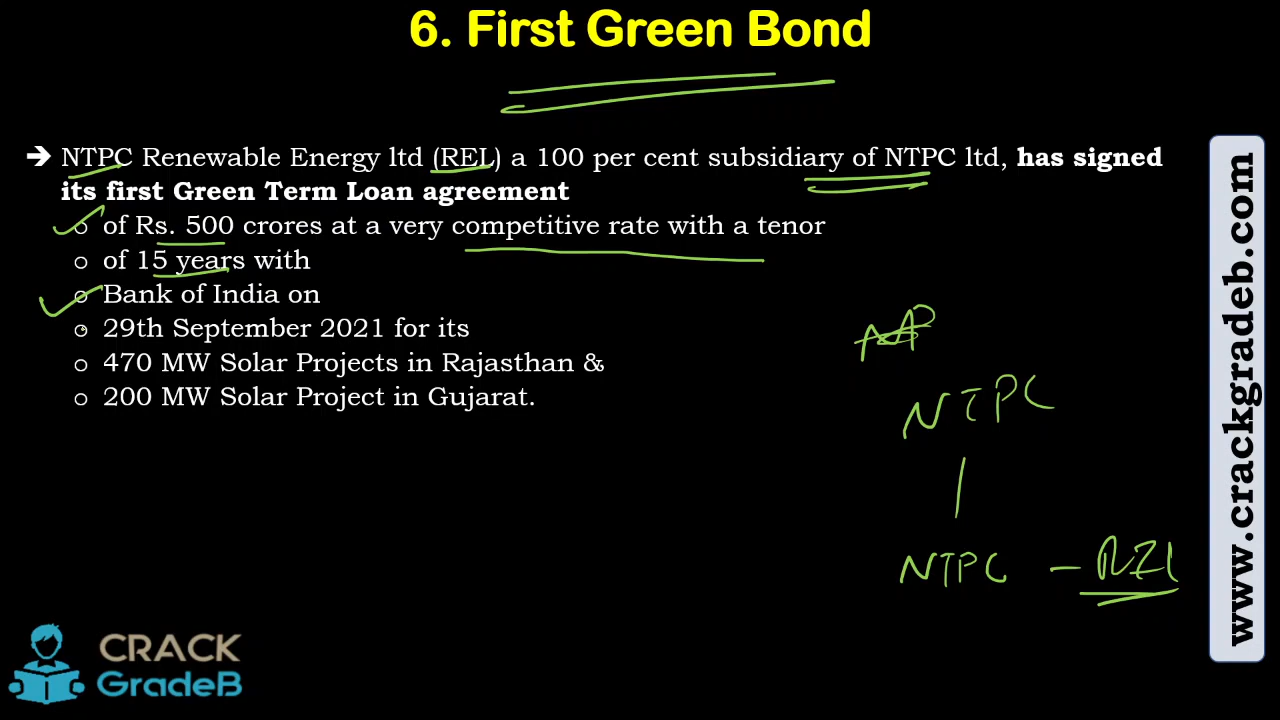 6. First Green Bond
➔ NTPC Renewable Energy ltd (REL) a 100 per cent subsidiary of NTPC ltd, has signed
its first Green Term Loan agreement
o of Rs. 500 crores at a very competitive rate with a tenor
o of 15 years with
o Bank of India on
o 29th September 2021 for its
o 470 MW Solar Projects in Rajasthan &
o 200 MW Solar Project in Gujarat.
NTPC
NTPC -
www.crackgradeb.com
CRACK
GradeB